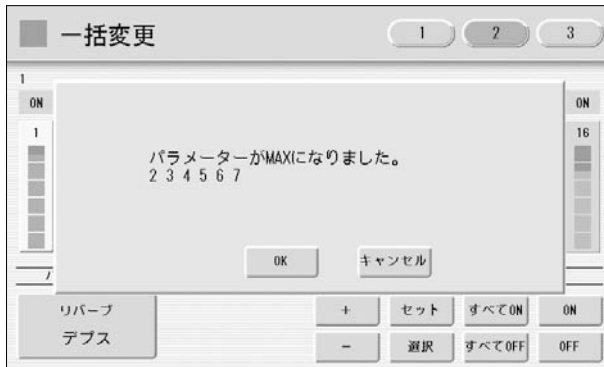 一括変更
1 2 3
1
ON ON
1 16
パラメーターがMAXになりました。
2 3 4 5 6 7
OK キャンセル
リバーブ + セット すべてON ON
デプス - 選択 すべてOFF OFF